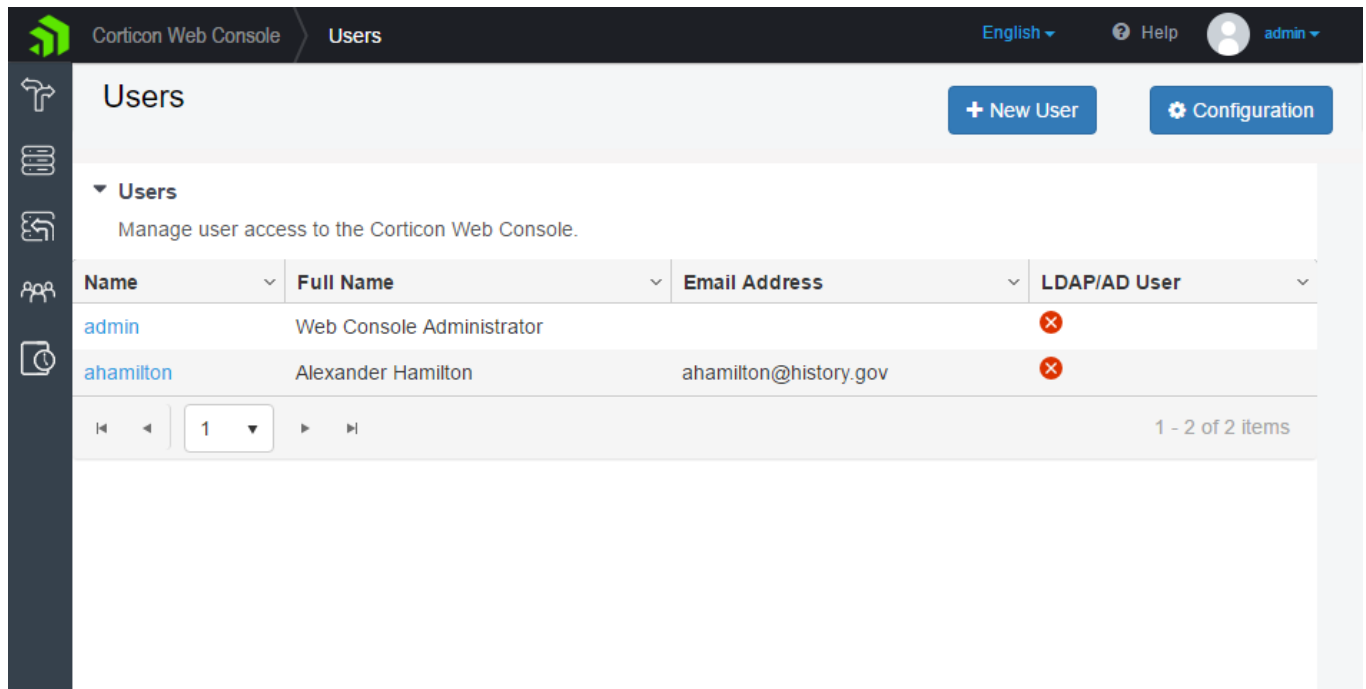 Corticon Web Console Users English Help admin
Users + New User Configuration
Users
Manage user access to the Corticon Web Console.
Name Full Name Email Address LDAP/AD User
admin Web Console Administrator
ahamilton Alexander Hamilton ahamilton@history.gov
1 1 - 2 of 2 items